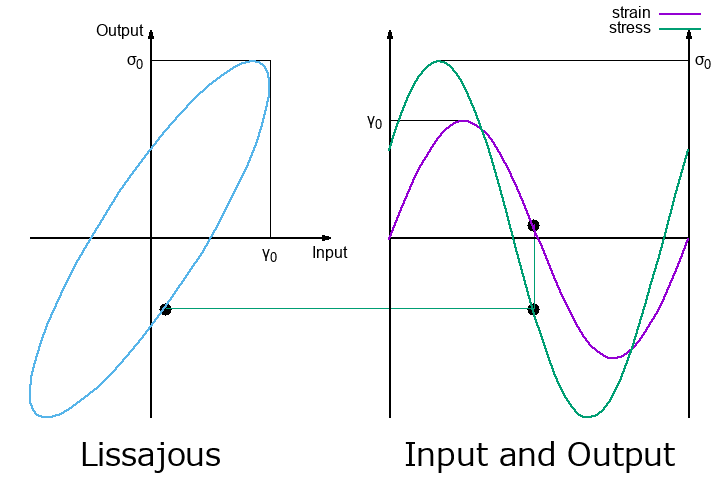 strain
stress
Output
σ0
σ0
γ0
γ0
Input
Lissajous
Input and Output